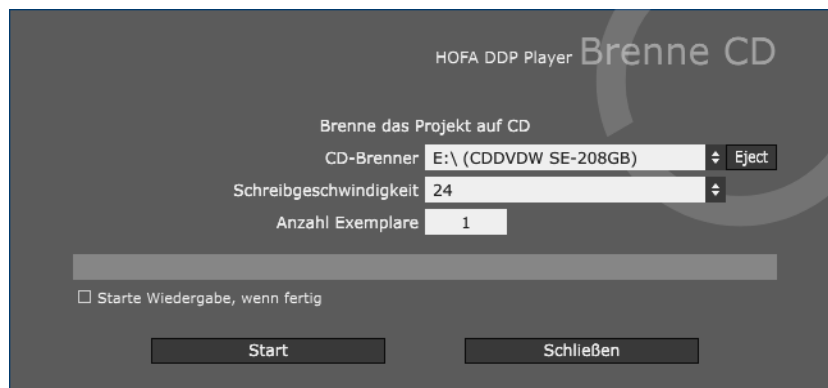 HOFA DDP Player Brenne CD
Brenne das Projekt auf CD
CD-Brenner E:\ (CDDVDW SE-208GB) Eject
Schreibgeschwindigkeit 24
Anzahl Exemplare 1
Starte Wiedergabe, wenn fertig
Start Schließen